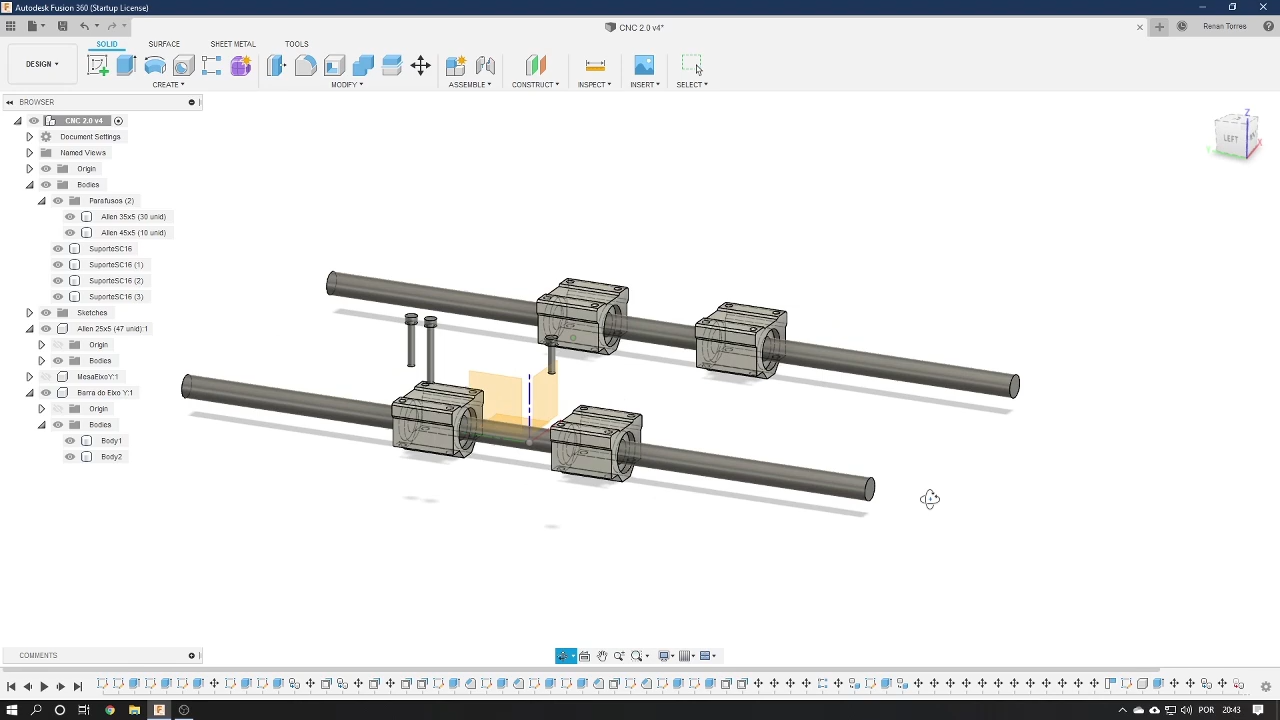 Autodesk Fusion 360 (Startup License)
CNC 2.0 v4*
Renan Torres
SOLID SURFACE SHEET METAL TOOLS
DESIGN
CREATE MODIFY ASSEMBLE CONSTRUCT INSPECT INSERT SELECT
BROWSER
CNC 2.0 v4
Document Settings
Named Views
Origin
Bodies
Parafusos (2)
Allen 35x5 (30 unid)
Allen 45x5 (10 unid)
SuporteSC16
SuporteSC16 (1)
SuporteSC16 (2)
SuporteSC16 (3)
Sketches
Allen 25x5 (47 unid):1
Origin
Bodies
MesaEixoY:1
Barra do Eixo Y:1
Origin
Bodies
Body1
Body2
Z
LEFT
X
Y
COMMENTS
POR 20:43